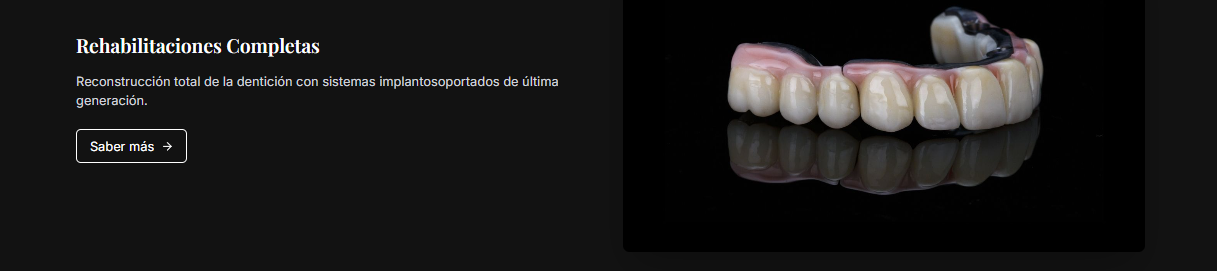 Rehabilitaciones Completas
Reconstrucción total de la dentición con sistemas implantosoportados de última
generación.
Saber más →